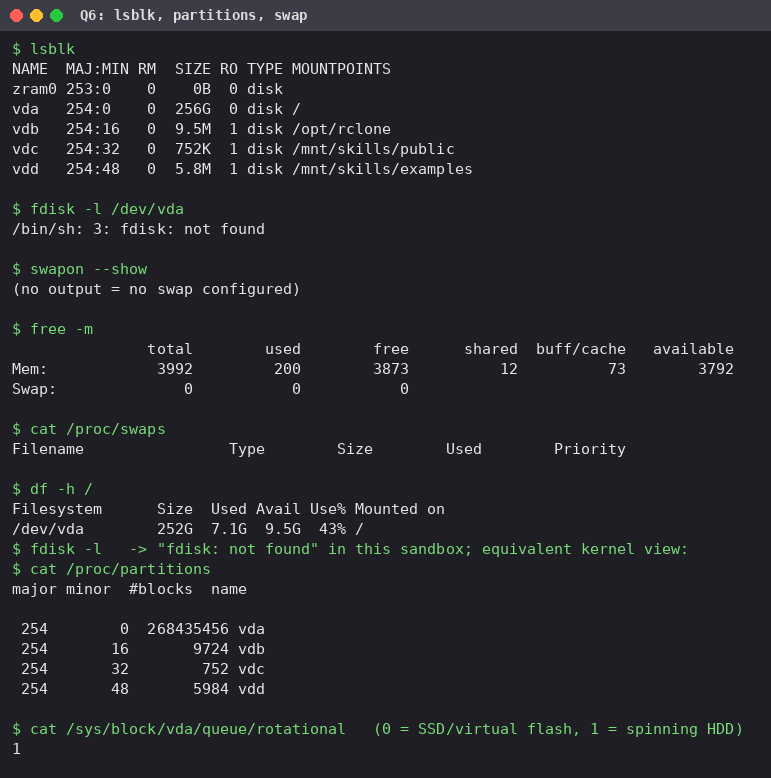 Q6: lsblk, partitions, swap
$ lsblk
NAME  MAJ:MIN RM  SIZE RO TYPE MOUNTPOINTS
zram0 253:0    0    0B  0 disk
vda   254:0    0  256G  0 disk /
vdb   254:16   0  9.5M  1 disk /opt/rclone
vdc   254:32   0  752K  1 disk /mnt/skills/public
vdd   254:48   0  5.8M  1 disk /mnt/skills/examples
$ fdisk -l /dev/vda
/bin/sh: 3: fdisk: not found
$ swapon --show
(no output = no swap configured)
$ free -m
               total        used        free      shared  buff/cache   available
Mem:            3992         200        3873          12          73        3792
Swap:              0           0           0
$ cat /proc/swaps
Filename                Type        Size        Used        Priority
$ df -h /
Filesystem      Size  Used Avail Use% Mounted on
/dev/vda        252G  7.1G  9.5G  43% /
$ fdisk -l   -> "fdisk: not found" in this sandbox; equivalent kernel view:
$ cat /proc/partitions
major minor  #blocks  name
 254        0  268435456 vda
 254       16       9724 vdb
 254       32        752 vdc
 254       48       5984 vdd
$ cat /sys/block/vda/queue/rotational   (0 = SSD/virtual flash, 1 = spinning HDD)
1